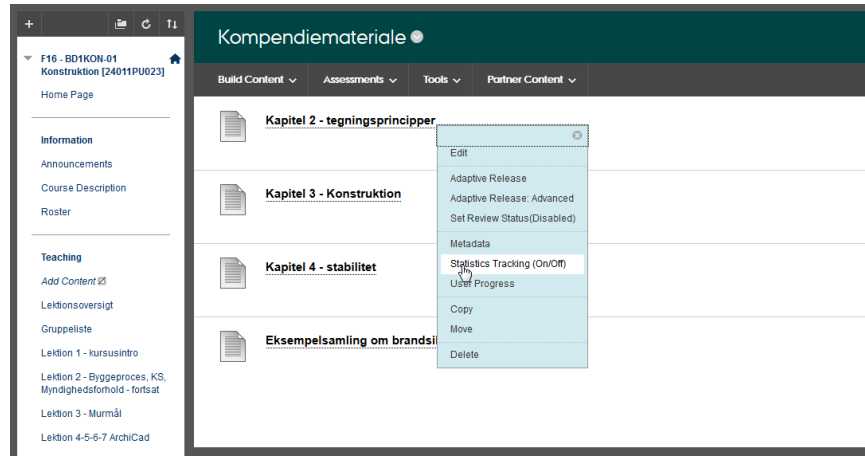 F16 - BD1KON-01
Konstruktion [24011PU023]
Home Page
Information
Announcements
Course Description
Roster
Teaching
Add Content
Lektionsoversigt
Gruppeliste
Lektion 1 - kursusintro
Lektion 2 - Byggeproces, KS,
Myndighedsforhold - fortsat
Lektion 3 - Murmål
Lektion 4-5-6-7 ArchiCad
Kompendiemateriale
Build Content
Assessments
Tools
Partner Content
Kapitel 2 - tegningsprincipper
Kapitel 3 - Konstruktion
Kapitel 4 - stabilitet
Eksempelsamling om
Edit
Adaptive Release
Adaptive Release: Advanced
Set Review Status(Disabled)
Metadata
Statistics Tracking (On/Off)
User Progress
Copy
Move
Delete